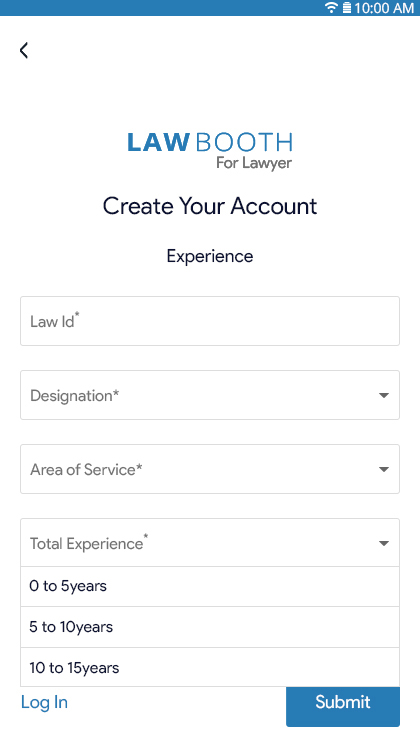 10:00 AM
LAW BOOTH
For Lawyer
Create Your Account
Experience
Law Id*
Designation*
Area of Service*
Total Experience*
0 to 5years
5 to 10years
10 to 15years
Log In
Submit